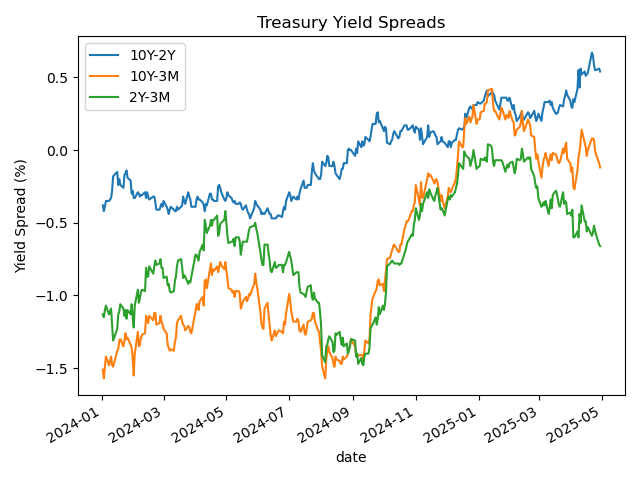 Treasury Yield Spreads
10Y-2Y
10Y-3M
2Y-3M
Yield Spread (%)
0.5
0.0
−0.5
−1.0
−1.5
2024-01
2024-03
2024-05
2024-07
2024-09
2024-11
2025-01
2025-03
2025-05
date